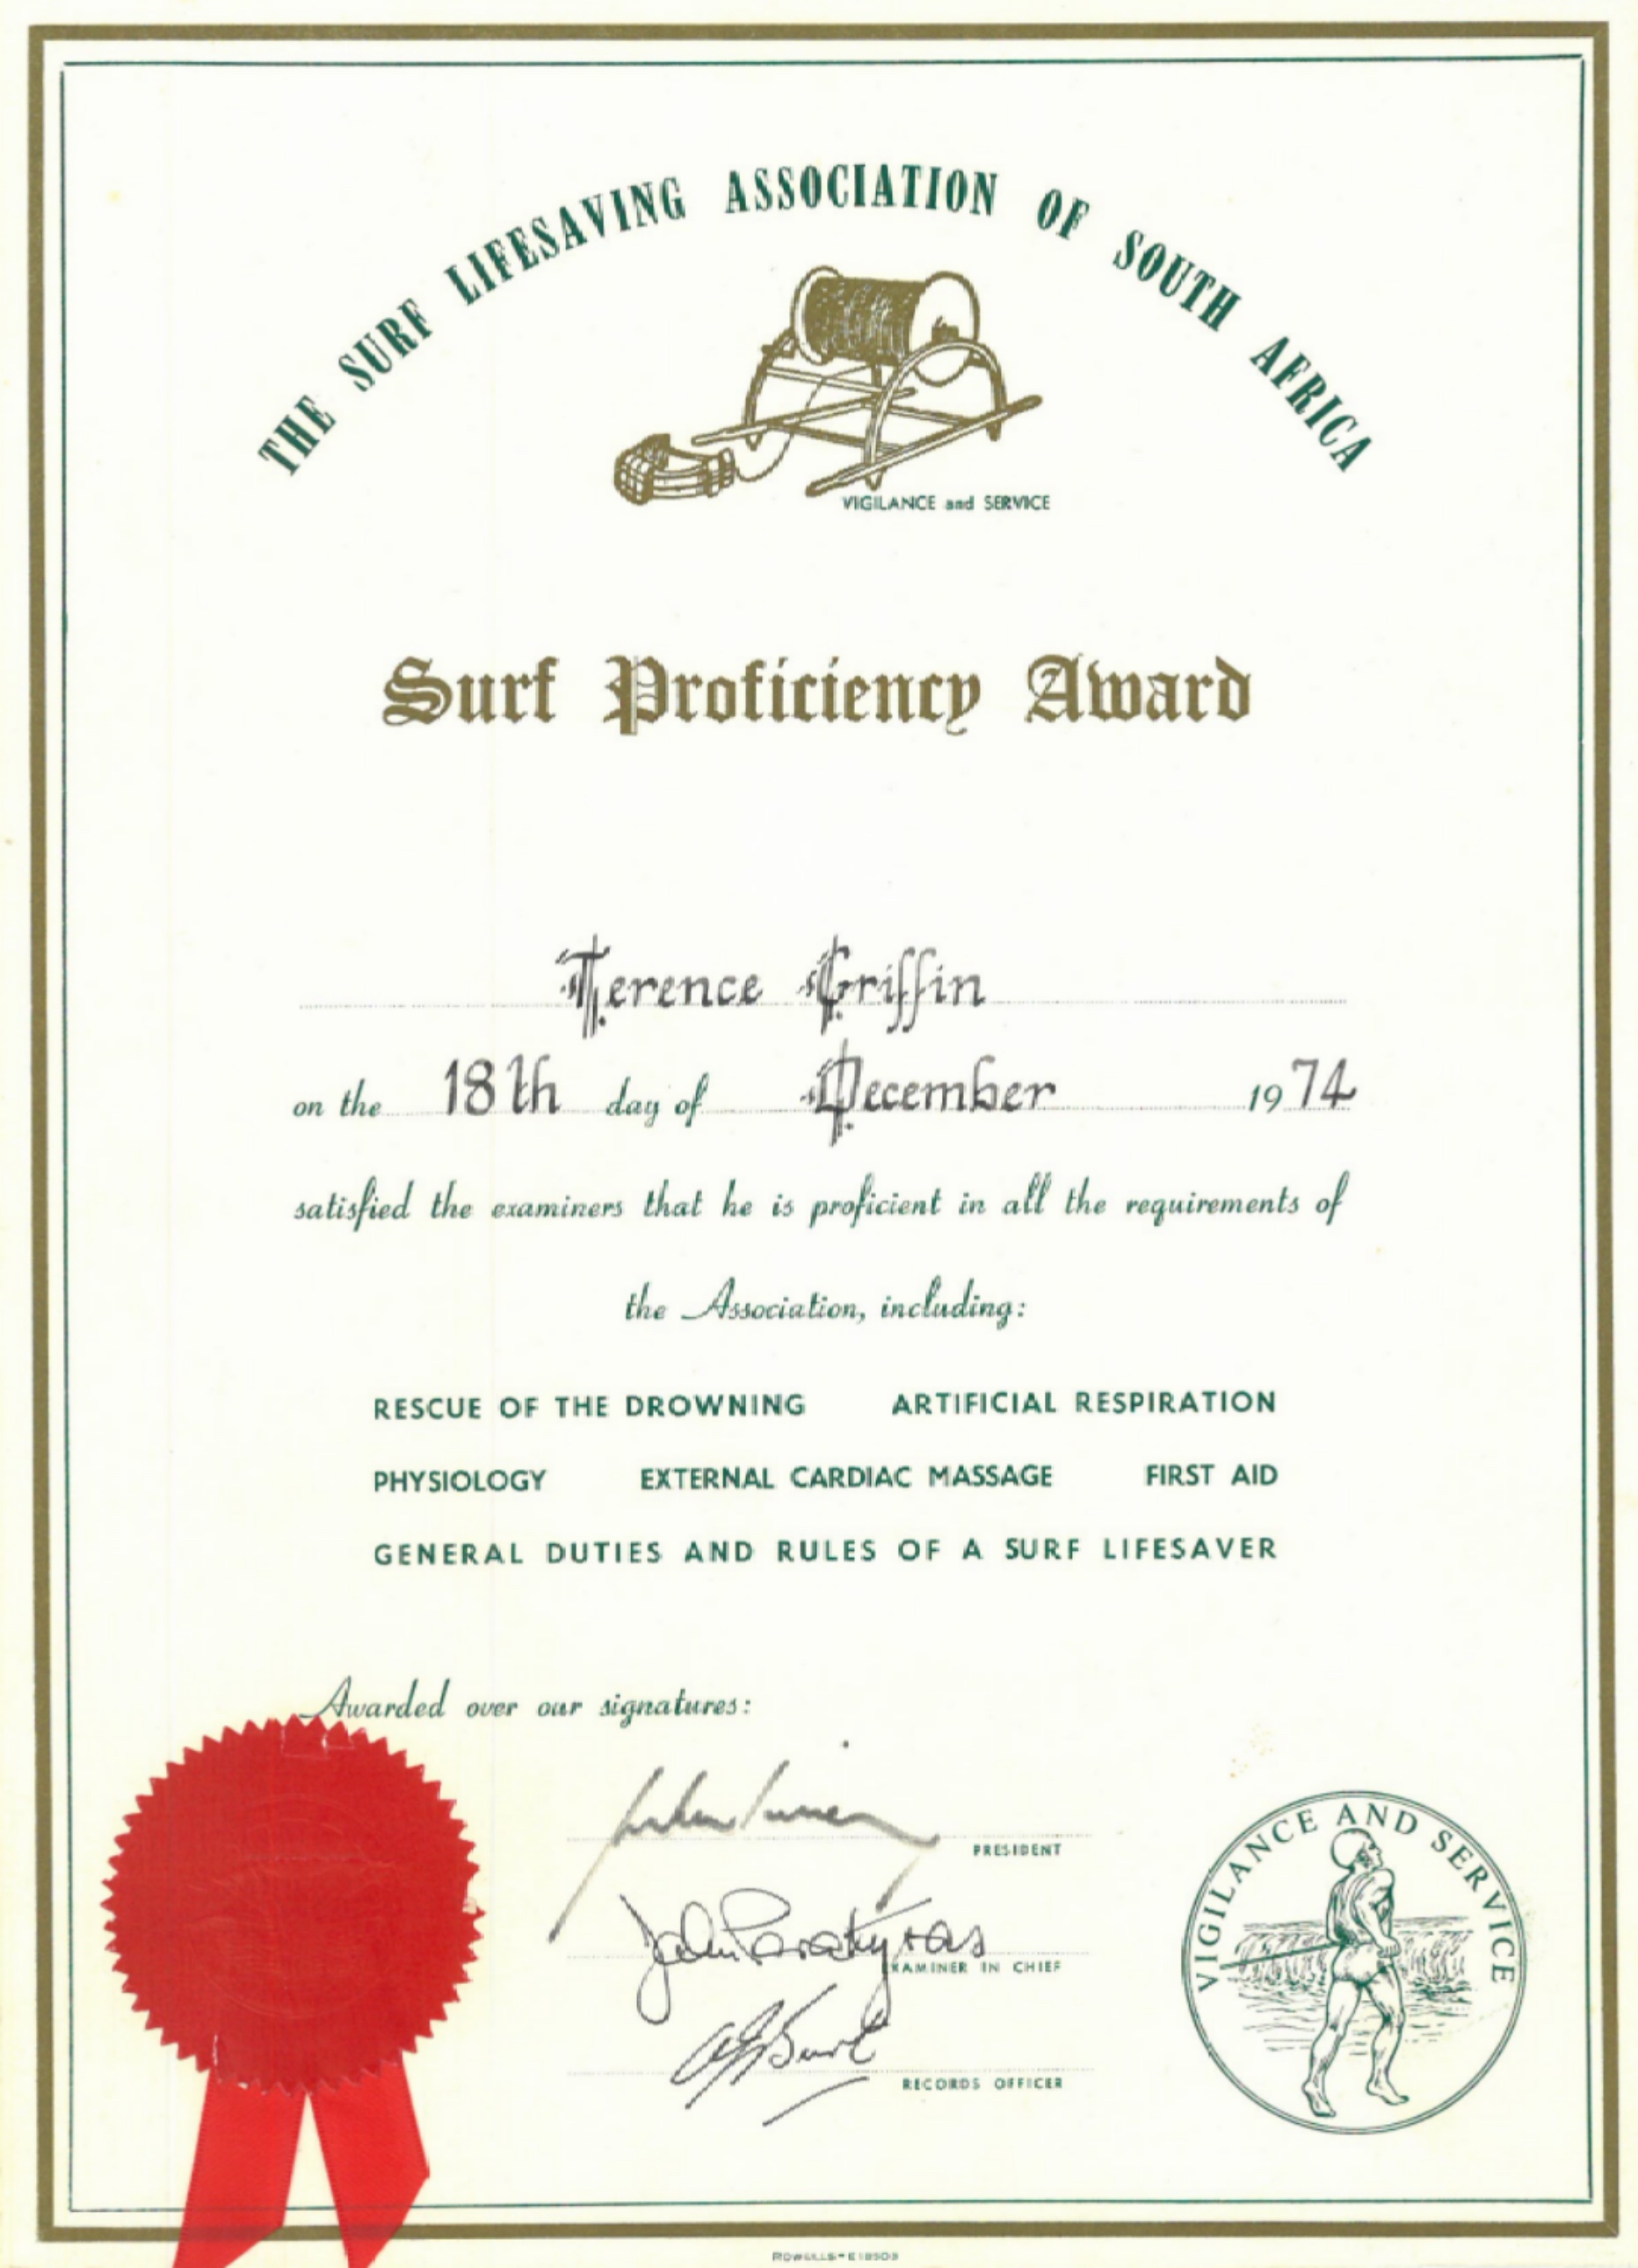 THE SURF LIFESAVING ASSOCIATION OF SOUTH AFRICA
VIGILANCE and SERVICE
Surf Proficiency Award
Terence Griffin
on the 18th day of December 1974
satisfied the examiners that he is proficient in all the requirements of
the Association, including:
RESCUE OF THE DROWNING ARTIFICIAL RESPIRATION
PHYSIOLOGY EXTERNAL CARDIAC MASSAGE FIRST AID
GENERAL DUTIES AND RULES OF A SURF LIFESAVER
Awarded over our signatures:
PRESIDENT
John Paratyras
EXAMINER IN CHIEF
RECORDS OFFICER
VIGILANCE AND SERVICE